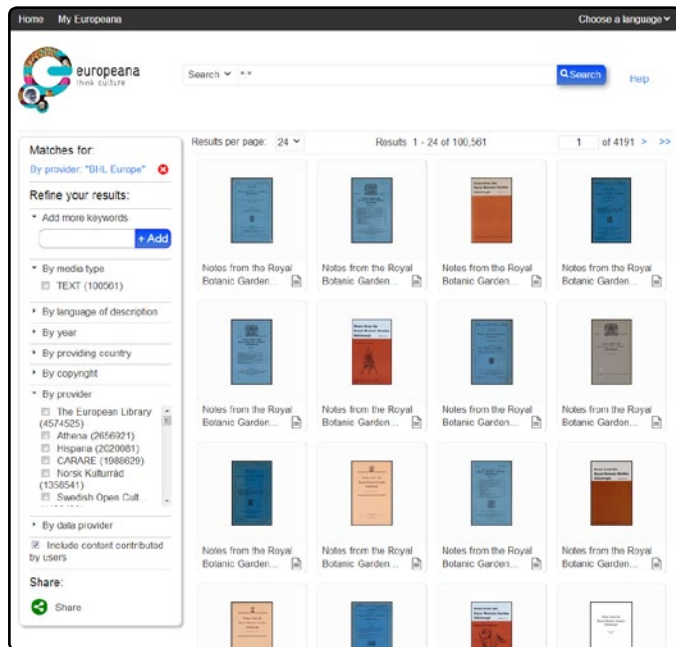 Home My Europeana Choose a language
europeana
think culture
Search *:* Search Help
Matches for:
By provider: "BHL Europe"
Refine your results:
Add more keywords
+ Add
By media type
TEXT (100561)
By language of description
By year
By providing country
By copyright
By provider
The European Library
(4574525)
Athena (2656921)
Hispana (2020081)
CARARE (1988629)
Norsk Kulturråd
(1358541)
Swedish Open Cult...
By data provider
Include content contributed
by users
Share:
Share
Results per page: 24 Results 1 - 24 of 100,561 1 of 4191 > >>
Notes from the Royal
Botanic Garden...
Notes from the Royal
Botanic Garden...
Notes from the Royal
Botanic Garden...
Notes from the Royal
Botanic Garden...
Notes from the Royal
Botanic Garden...
Notes from the Royal
Botanic Garden...
Notes from the Royal
Botanic Garden...
Notes from the Royal
Botanic Garden...
Notes from the Royal
Botanic Garden...
Notes from the Royal
Botanic Garden...
Notes from the Royal
Botanic Garden...
Notes from the Royal
Botanic Garden...